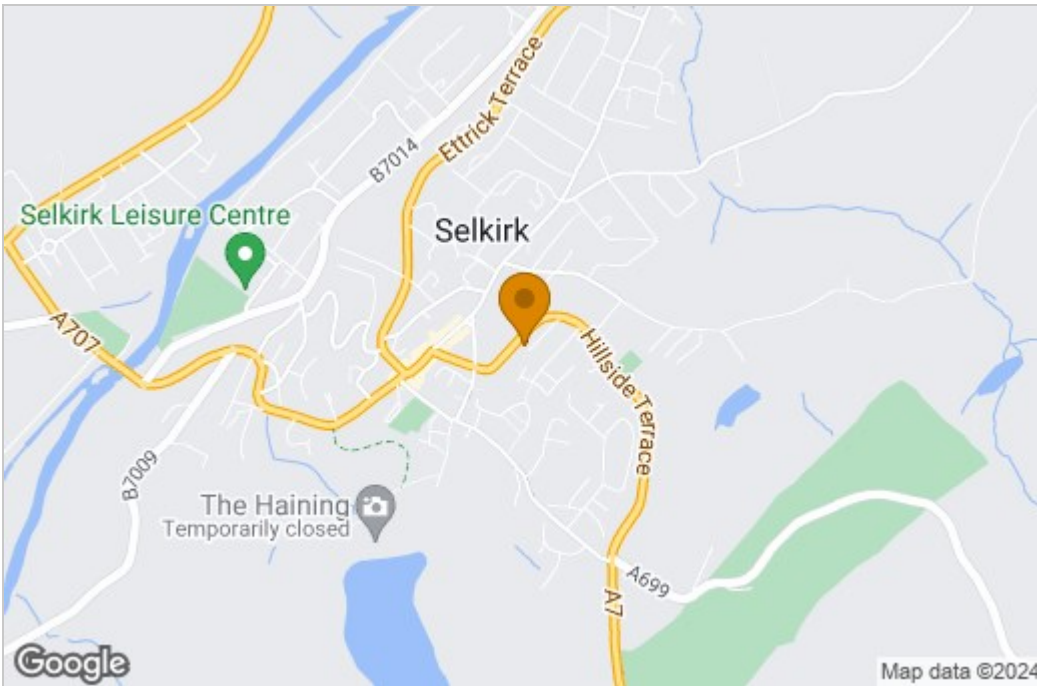 Ettrick Terrace
B7014
Selkirk Leisure Centre
Selkirk
A707
Hillside Terrace
B7009
The Haining
Temporarily closed
A699
A7
Google
Map data ©2024